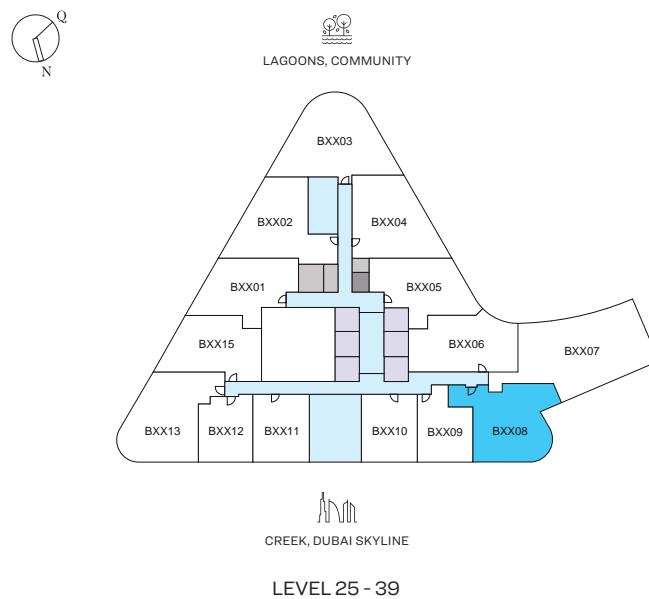 Q
N
LAGOONS, COMMUNITY
BXX03
BXX02
BXX04
BXX01
BXX05
BXX15
BXX06
BXX07
BXX13
BXX12
BXX11
BXX10
BXX09
BXX08
CREEK, DUBAI SKYLINE
LEVEL 25 - 39